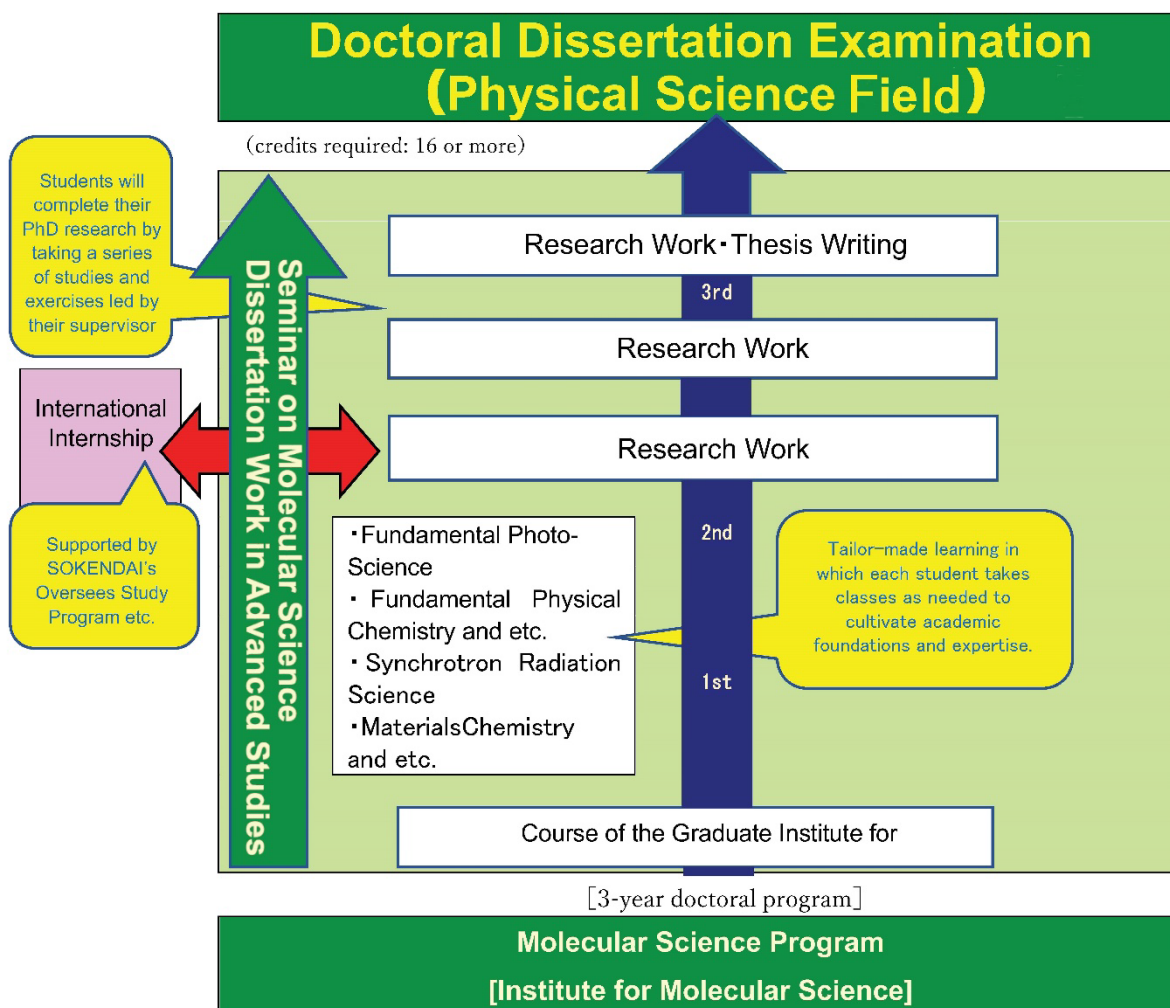 Doctoral Dissertation Examination
(Physical Science Field)
(credits required: 16 or more)
Students will
complete their
PhD research by
taking a series
of studies and
exercises led by
their supervisor
Seminar on Molecular Science
Dissertation Work in Advanced Studies
Research Work・Thesis Writing
3rd
Research Work
International
Internship
Research Work
Supported by
SOKENDAI's
Oversees Study
Program etc.
・Fundamental Photo-
Science
・ Fundamental Physical
Chemistry and etc.
・Synchrotron Radiation
Science
・MaterialsChemistry
and etc.
2nd
Tailor-made learning in
which each student takes
classes as needed to
cultivate academic
foundations and expertise.
1st
Course of the Graduate Institute for
[3-year doctoral program]
Molecular Science Program
[Institute for Molecular Science]